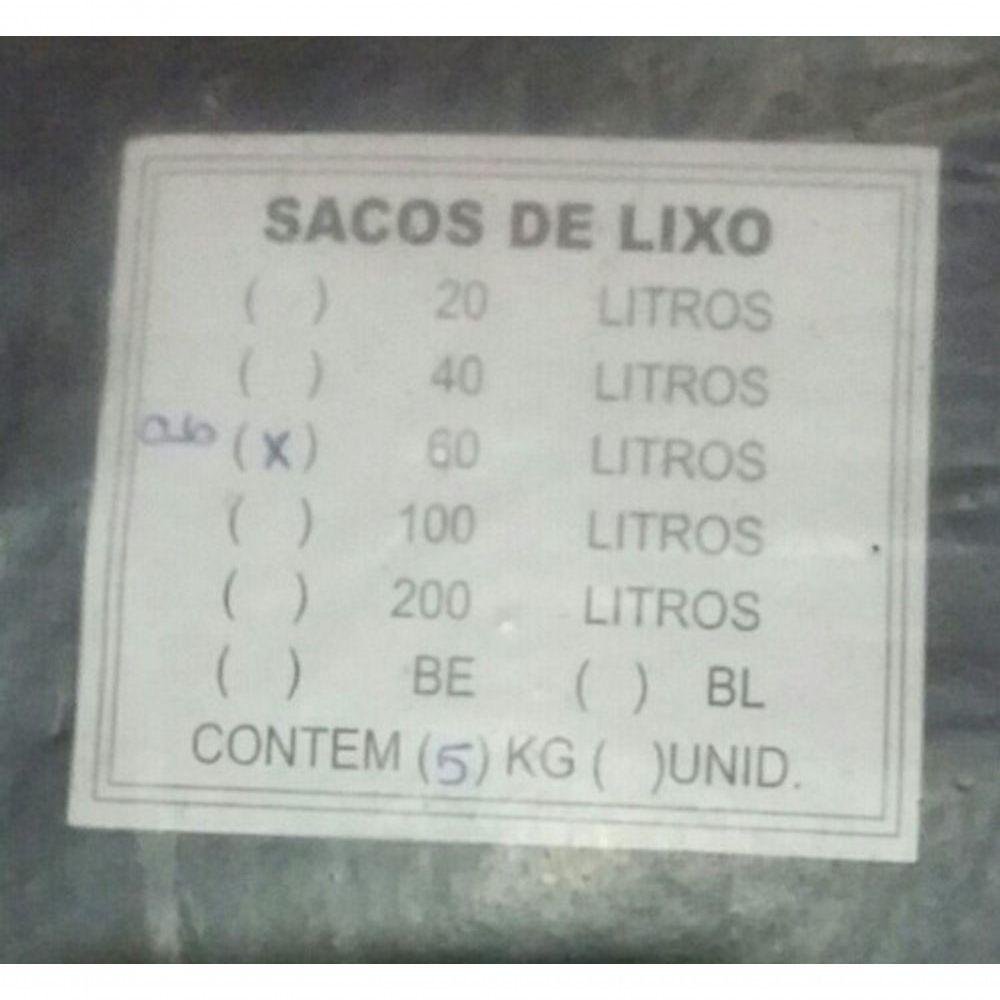 SACOS DE LIXO
( ) 20 LITROS
( ) 40 LITROS
(X) 60 LITROS
( ) 100 LITROS
( ) 200 LITROS
( ) BE ( ) BL
CONTEM (5) KG ( )UNID.